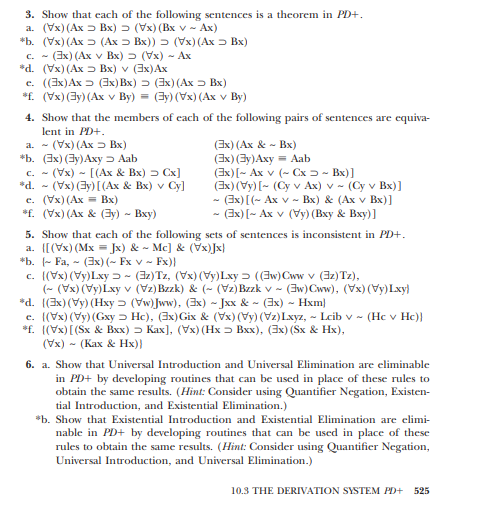 3. Show that each of the following sentences is a theorem in PD+.
a. (∀x)(Ax ⊃ Bx) ⊃ (∀x)(Bx ∨ ~ Ax)
*b. (∀x)(Ax ⊃ (Ax ⊃ Bx)) ⊃ (∀x)(Ax ⊃ Bx)
c. ~ (∃x)(Ax ∨ Bx) ⊃ (∀x) ~ Ax
*d. (∀x)(Ax ⊃ Bx) ∨ (∃x)Ax
e. ((∃x)Ax ⊃ (∃x)Bx) ⊃ (∃x)(Ax ⊃ Bx)
*f. (∀x)(∃y)(Ax ∨ By) ≡ (∃y)(∀x)(Ax ∨ By)
4. Show that the members of each of the following pairs of sentences are equiva-
lent in PD+.
a. ~ (∀x)(Ax ⊃ Bx) (∃x)(Ax & ~ Bx)
*b. (∃x)(∃y)Axy ⊃ Aab (∃x)(∃y)Axy ≡ Aab
c. ~ (∀x) ~ [(Ax & Bx) ⊃ Cx] (∃x)[~ Ax ∨ (~ Cx ⊃ ~ Bx)]
*d. ~ (∀x)(∃y)[(Ax & Bx) ∨ Cy] (∃x)(∀y)[~ (Cy ∨ Ax) ∨ ~ (Cy ∨ Bx)]
e. (∀x)(Ax ≡ Bx) ~ (∃x)[(~ Ax ∨ ~ Bx) & (Ax ∨ Bx)]
*f. (∀x)(Ax & (∃y) ~ Bxy) ~ (∃x)[~ Ax ∨ (∀y)(Bxy & Bxy)]
5. Show that each of the following sets of sentences is inconsistent in PD+.
a. {[(∀x)(Mx ≡ Jx) & ~ Mc] & (∀x)Jx}
*b. {~ Fa, ~ (∃x)(~ Fx ∨ ~ Fx)}
c. {(∀x)(∀y)Lxy ⊃ ~ (∃z)Tz, (∀x)(∀y)Lxy ⊃ ((∃w)Cww ∨ (∃z)Tz),
(~ (∀x)(∀y)Lxy ∨ (∀z)Bzzk) & (~ (∀z)Bzzk ∨ ~ (∃w)Cww), (∀x)(∀y)Lxy}
*d. {(∃x)(∀y)(Hxy ⊃ (∀w)Jww), (∃x) ~ Jxx & ~ (∃x) ~ Hxm}
e. {(∀x)(∀y)(Gxy ⊃ Hc), (∃x)Gix & (∀x)(∀y)(∀z)Lxyz, ~ Lcib ∨ ~ (Hc ∨ Hc)}
*f. {(∀x)[(Sx & Bxx) ⊃ Kax], (∀x)(Hx ⊃ Bxx), (∃x)(Sx & Hx),
(∀x) ~ (Kax & Hx)}
6. a. Show that Universal Introduction and Universal Elimination are eliminable
in PD+ by developing routines that can be used in place of these rules to
obtain the same results. (Hint: Consider using Quantifier Negation, Existen-
tial Introduction, and Existential Elimination.)
*b. Show that Existential Introduction and Existential Elimination are elimi-
nable in PD+ by developing routines that can be used in place of these
rules to obtain the same results. (Hint: Consider using Quantifier Negation,
Universal Introduction, and Universal Elimination.)
10.3 THE DERIVATION SYSTEM PD+ 525